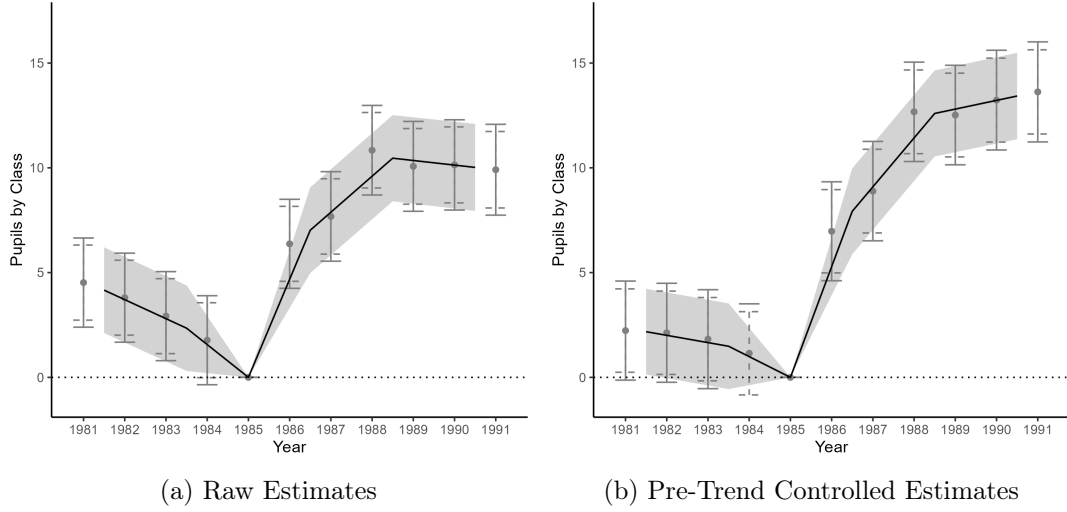 15
10
5
0
Pupils by Class
1981 1982 1983 1984 1985 1986 1987 1988 1989 1990 1991
Year
(a) Raw Estimates
15
10
5
0
Pupils by Class
1981 1982 1983 1984 1985 1986 1987 1988 1989 1990 1991
Year
(b) Pre-Trend Controlled Estimates